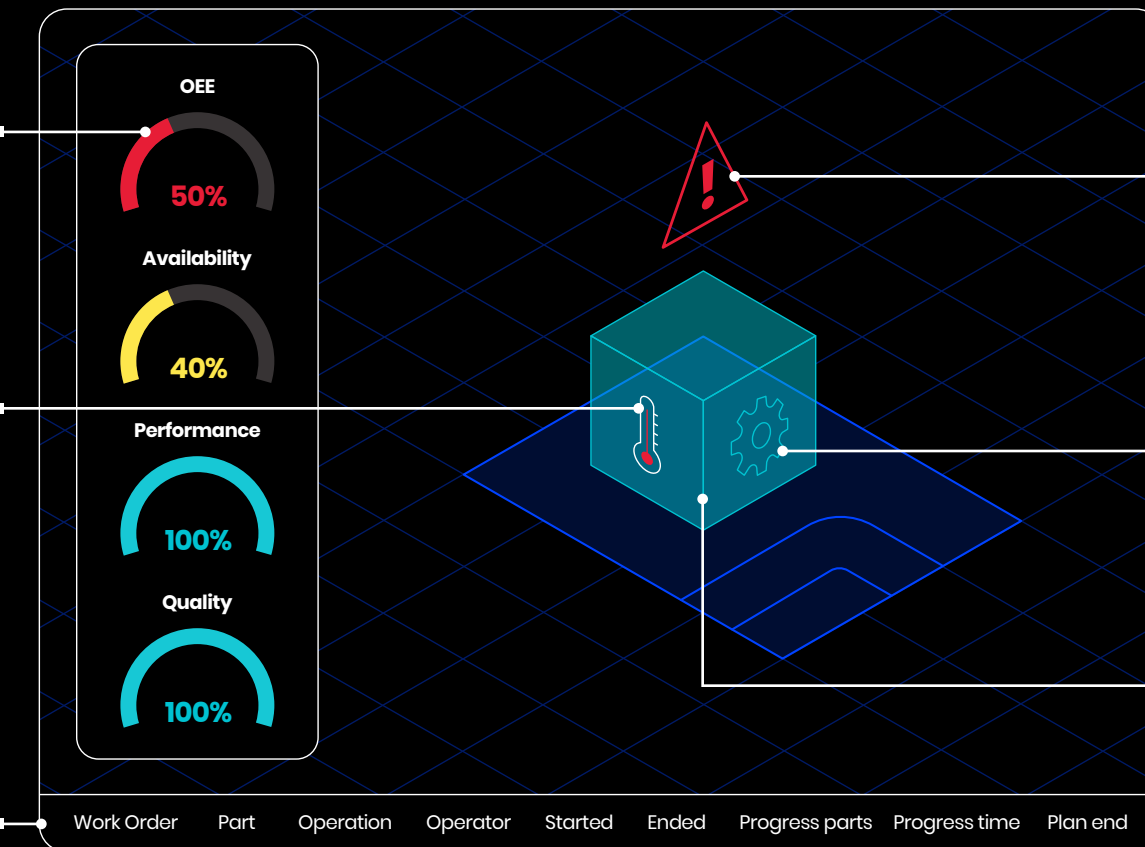 OEE
50%
Availability
40%
Performance
100%
Quality
100%
!
Work Order Part Operation Operator Started Ended Progress parts Progress time Plan end